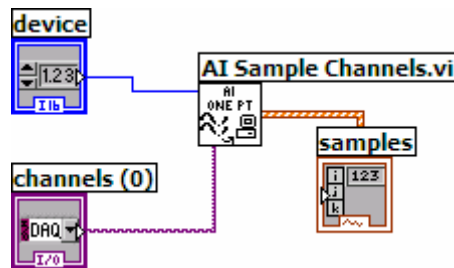 device
1.23
I16
AI Sample Channels.vi
AI
ONE PT
samples
i
123
j
k
channels (0)
DAQ
I/O